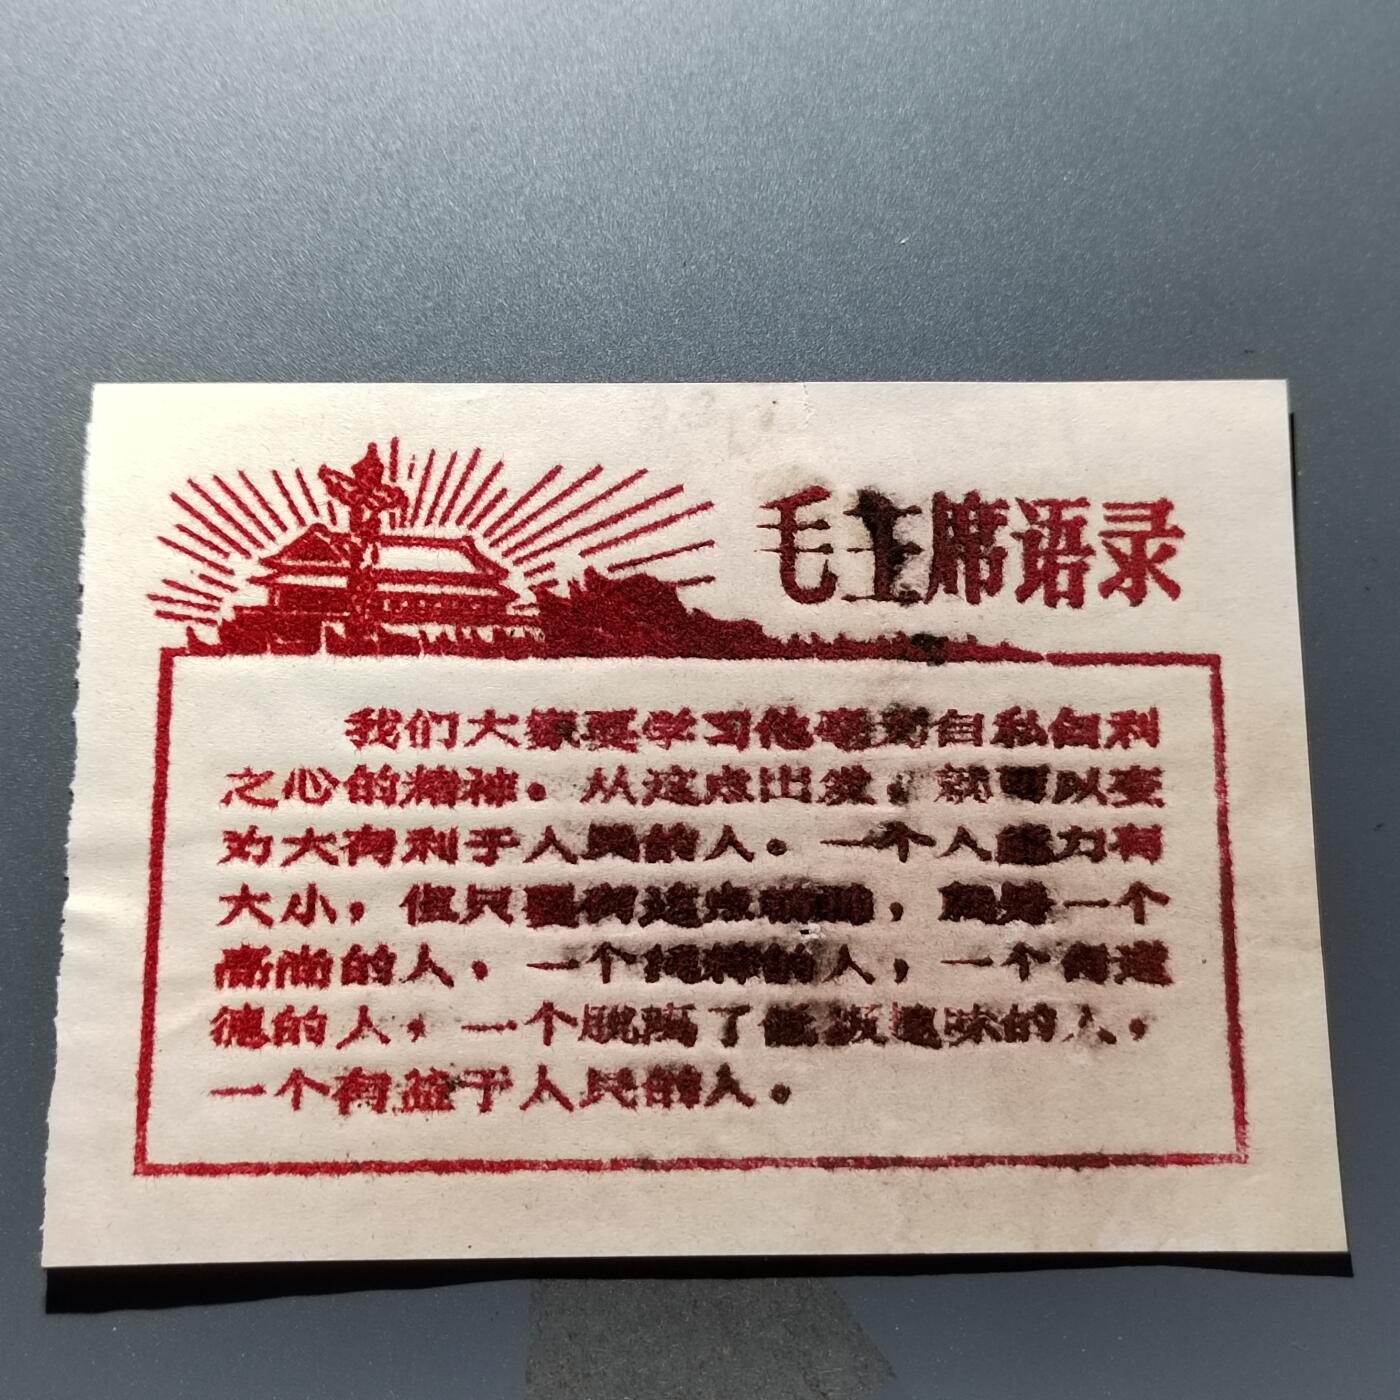 毛主席语录
我们大家要学习他毫无自私自利
之心的精神。从这点出发，就可以变
为大有利于人民的人。一个人能力有
大小，但只要有这点精神，就是一个
高尚的人，一个纯粹的人，一个有道
德的人，一个脱离了低级趣味的人，
一个有益于人民的人。